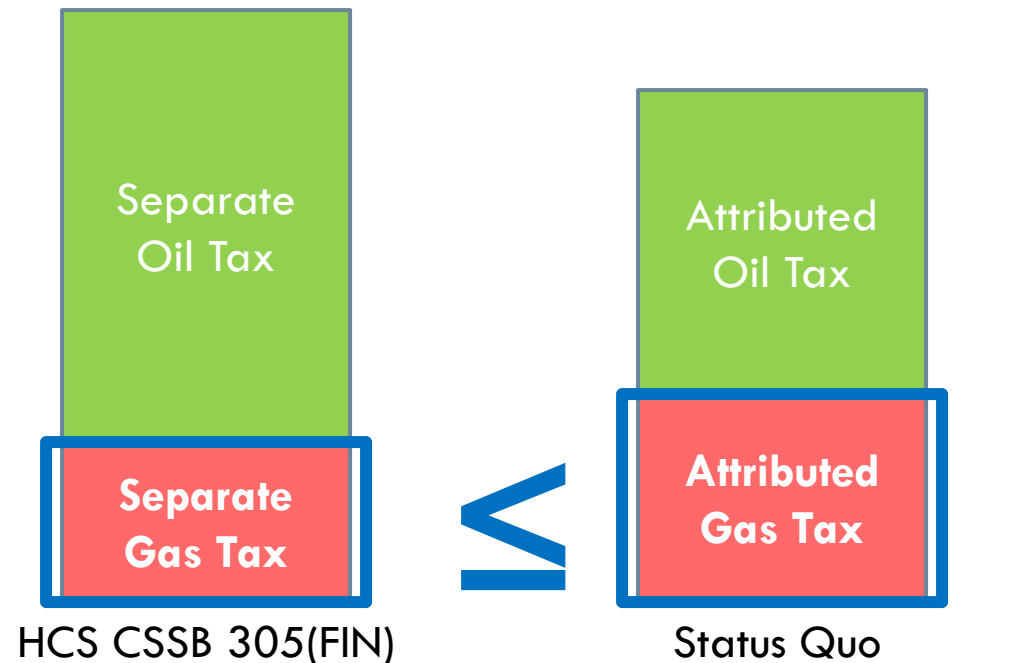 Separate
Oil Tax
Separate
Gas Tax
HCS CSSB 305(FIN)
≤
Attributed
Oil Tax
Attributed
Gas Tax
Status Quo